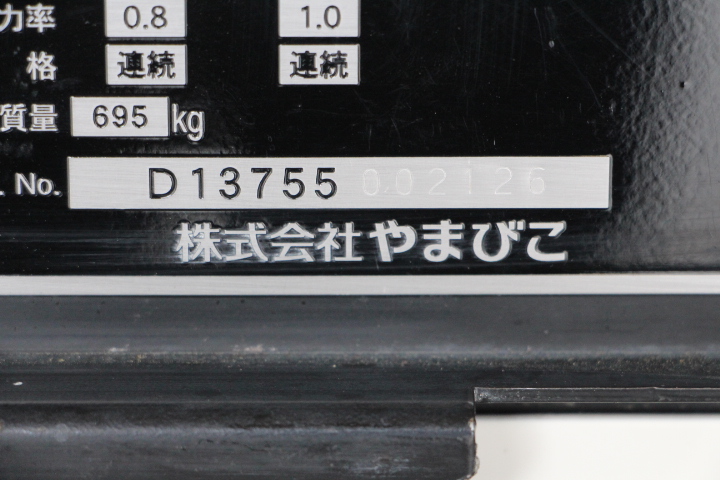 力率 0.8 1.0
格 連続 連続
質量 695 kg
. No. D13755 002126
株式会社やまびこ